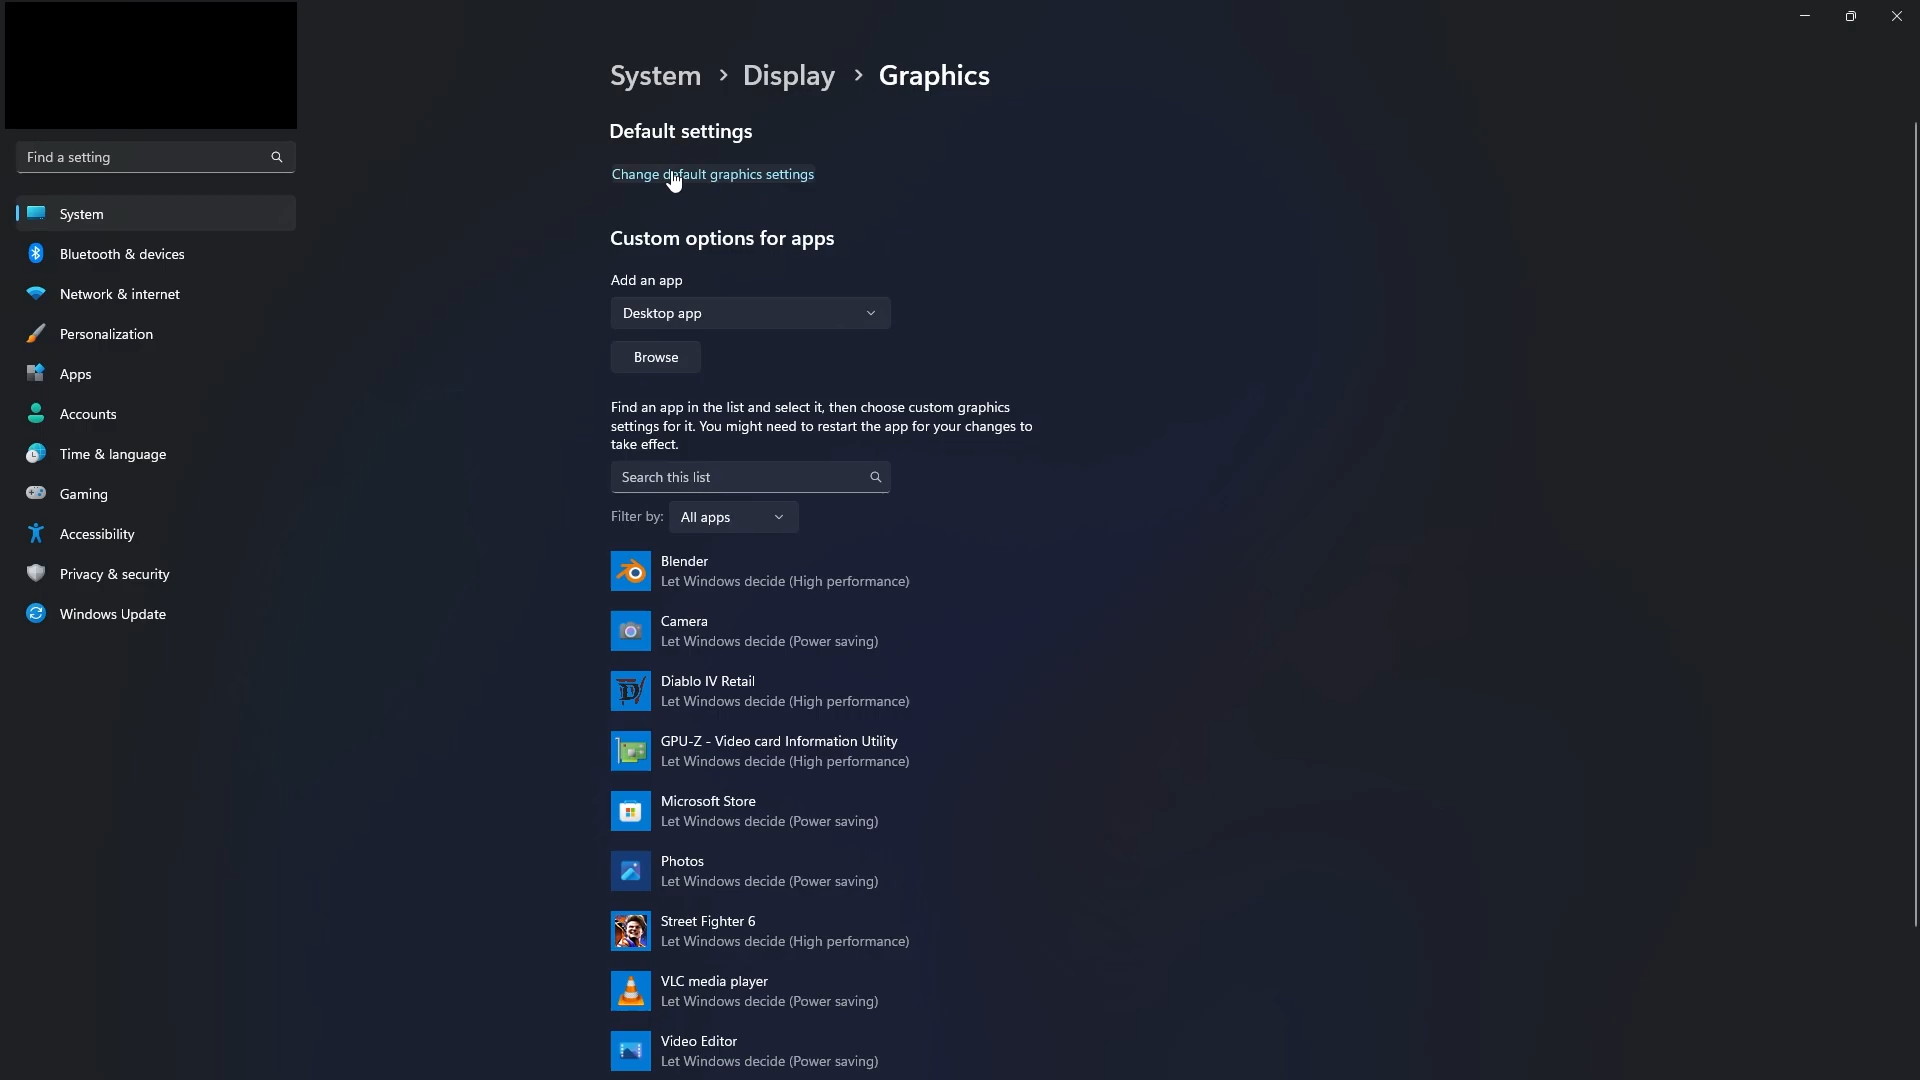 System > Display > Graphics
Default settings
Change default graphics settings
Find a setting
System
Bluetooth & devices
Network & internet
Personalization
Apps
Accounts
Time & language
Gaming
Accessibility
Privacy & security
Windows Update
Custom options for apps
Add an app
Desktop app
Browse
Find an app in the list and select it, then choose custom graphics
settings for it. You might need to restart the app for your changes to
take effect.
Search this list
Filter by: All apps
Blender
Let Windows decide (High performance)
Camera
Let Windows decide (Power saving)
Diablo IV Retail
Let Windows decide (High performance)
GPU-Z - Video card Information Utility
Let Windows decide (High performance)
Microsoft Store
Let Windows decide (Power saving)
Photos
Let Windows decide (Power saving)
Street Fighter 6
Let Windows decide (High performance)
VLC media player
Let Windows decide (Power saving)
Video Editor
Let Windows decide (Power saving)